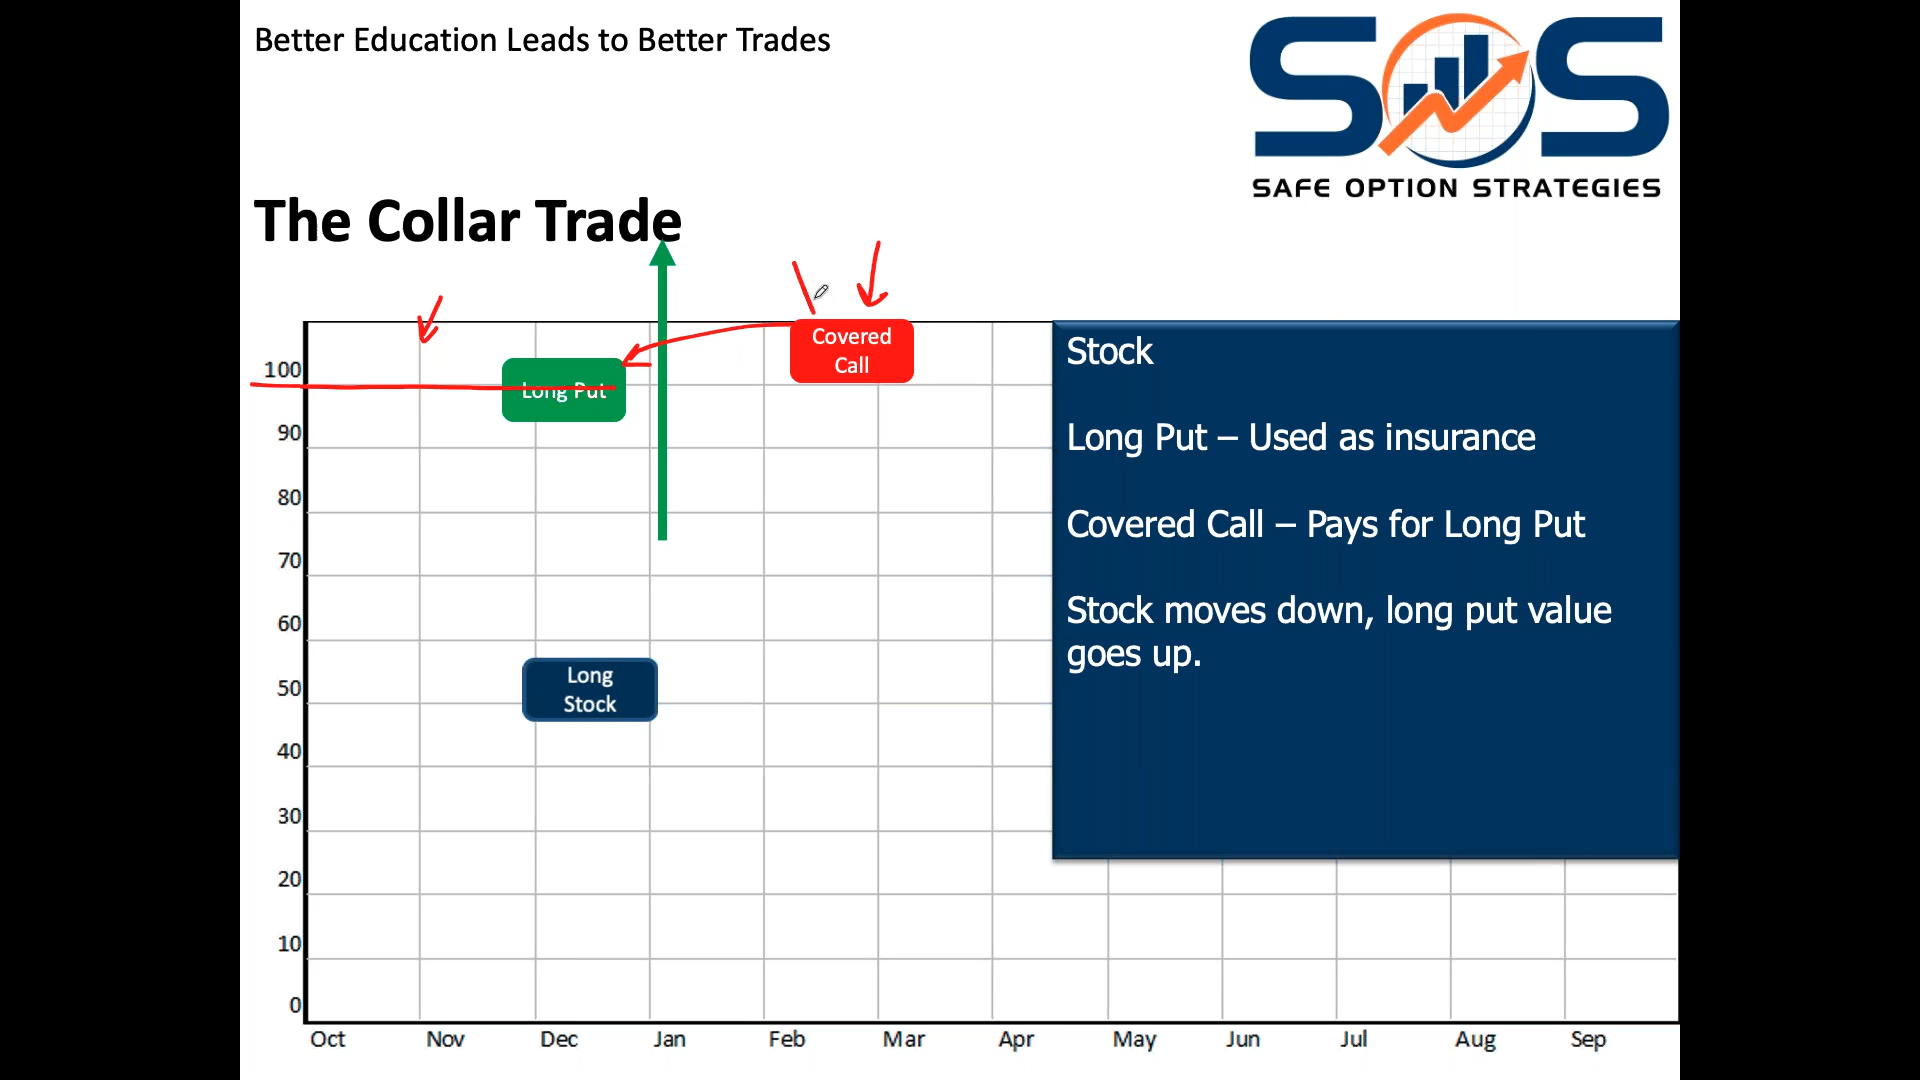 Better Education Leads to Better Trades
SOS
SAFE OPTION STRATEGIES
The Collar Trade
Covered
Call
Long Put
Long
Stock
Stock
Long Put – Used as insurance
Covered Call – Pays for Long Put
Stock moves down, long put value
goes up.
100
90
80
70
60
50
40
30
20
10
0
Oct Nov Dec Jan Feb Mar Apr May Jun Jul Aug Sep